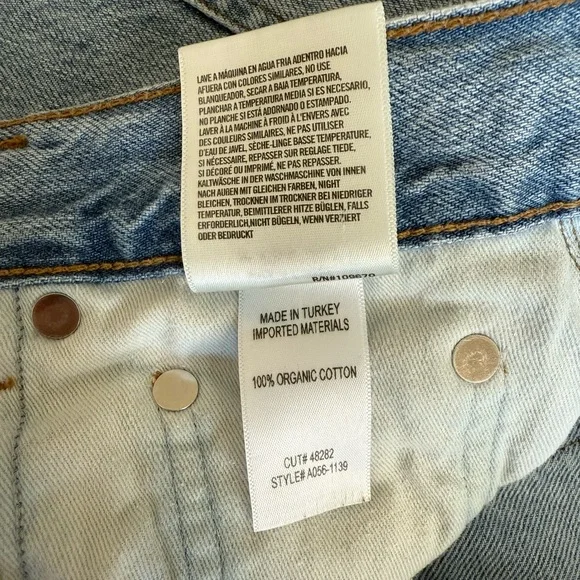 LAVE A MÁQUINA EN AGUA FRIA ADENTRO HACIA
AFUERA CON COLORES SIMILARES, NO USE
BLANQUEADOR, SECAR A BAJA TEMPERATURA,
PLANCHAR A TEMPERATURA MEDIA SI ES NECESARIO,
NO PLANCHE SI ESTÁ ADORNADO O ESTAMPADO.
LAVER À LA MACHINE À FROID À L'ENVERS AVEC
DES COULEURS SIMILAIRES, NE PAS UTILISER
D'EAU DE JAVEL, SÈCHE-LINGE BASSE TEMPERATURE,
SI NÉCESSAIRE, REPASSER SUR REGLAGE TIEDE,
SI DÉCORÉ OU IMPRIMÉ, NE PAS REPASSER.
KALTWÄSCHE IN DER WASCHMASCHINE VON INNEN
NACH AUßEN MIT GLEICHEN FARBEN, NIGHT
BLEICHEN, TROCKNEN IM TROCKNER BEI NIEDRIGER
TEMPERATUR, BEIMITTLERER HITZE BÜGLEN, FALLS
ERFORDERLICH,NICHT BÜGELN, WENN VERZIERT
ODER BEDRUCKT
R/N#109670
MADE IN TURKEY
IMPORTED MATERIALS
100% ORGANIC COTTON
CUT# 48282
STYLE# A056-1139